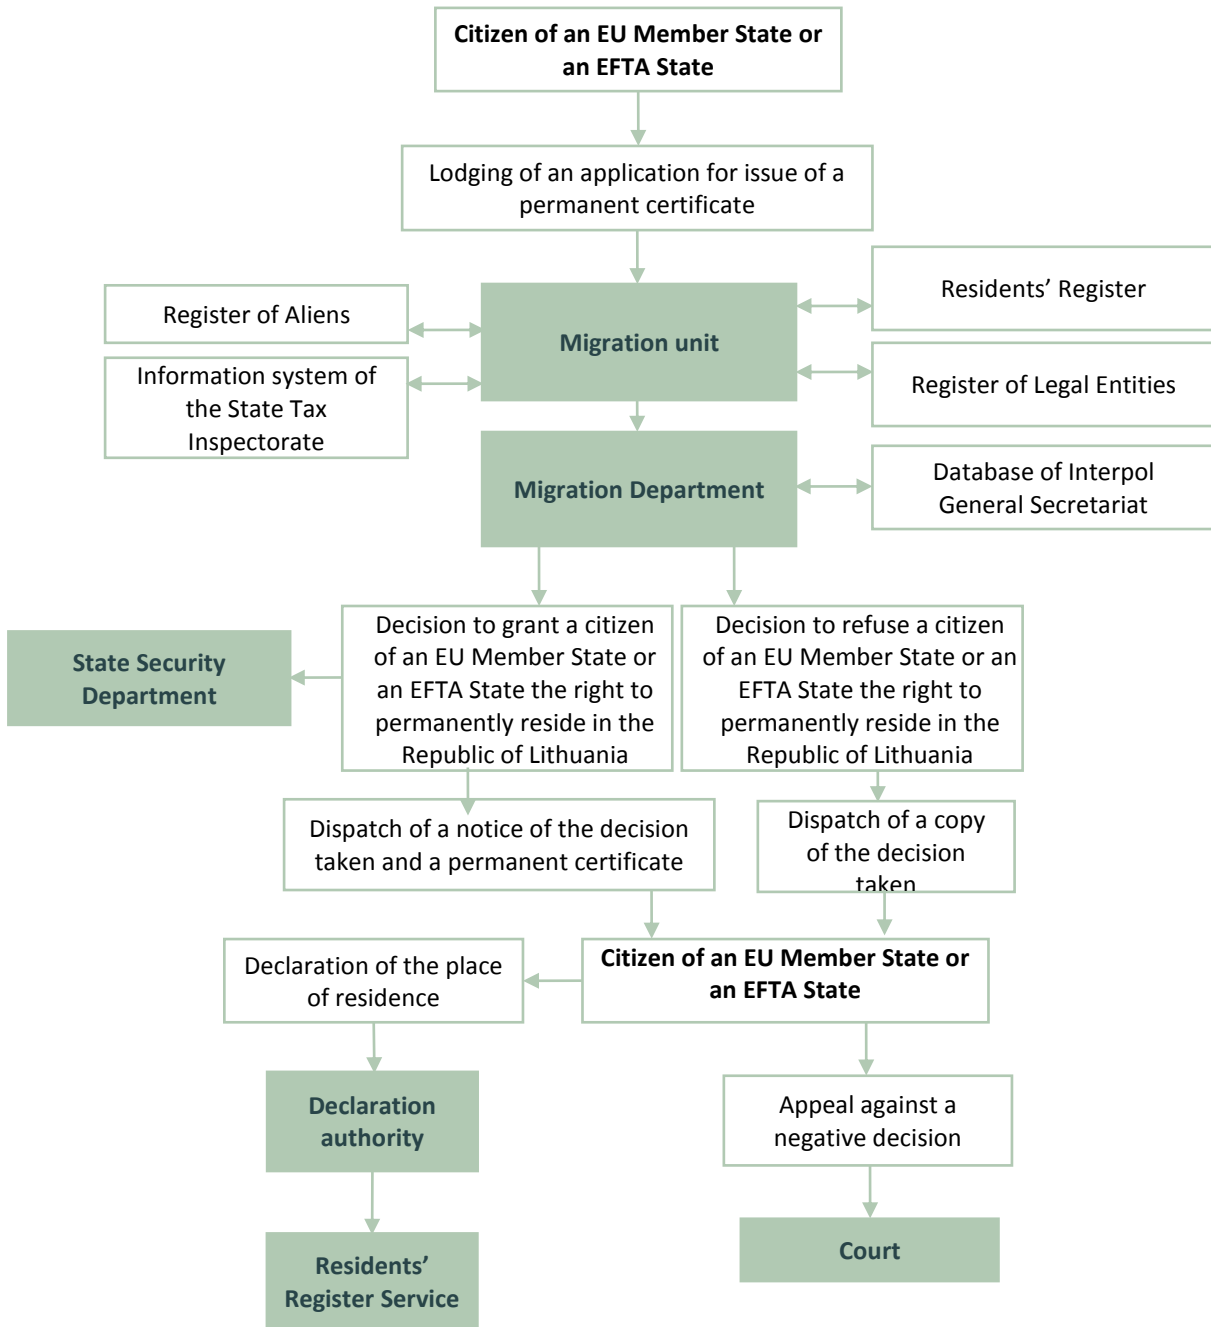 Citizen of an EU Member State or
an EFTA State
Lodging of an application for issue of a
permanent certificate
Register of Aliens
Migration unit
Residents’ Register
Information system of
the State Tax
Inspectorate
Register of Legal Entities
Migration Department
Database of Interpol
General Secretariat
State Security
Department
Decision to grant a citizen
of an EU Member State or
an EFTA State the right to
permanently reside in the
Republic of Lithuania
Decision to refuse a citizen
of an EU Member State or an
EFTA State the right to
permanently reside in the
Republic of Lithuania
Dispatch of a notice of the decision
taken and a permanent certificate
Dispatch of a copy
of the decision
taken
Declaration of the place
of residence
Citizen of an EU Member State or
an EFTA State
Declaration
authority
Appeal against a
negative decision
Residents’
Register Service
Court